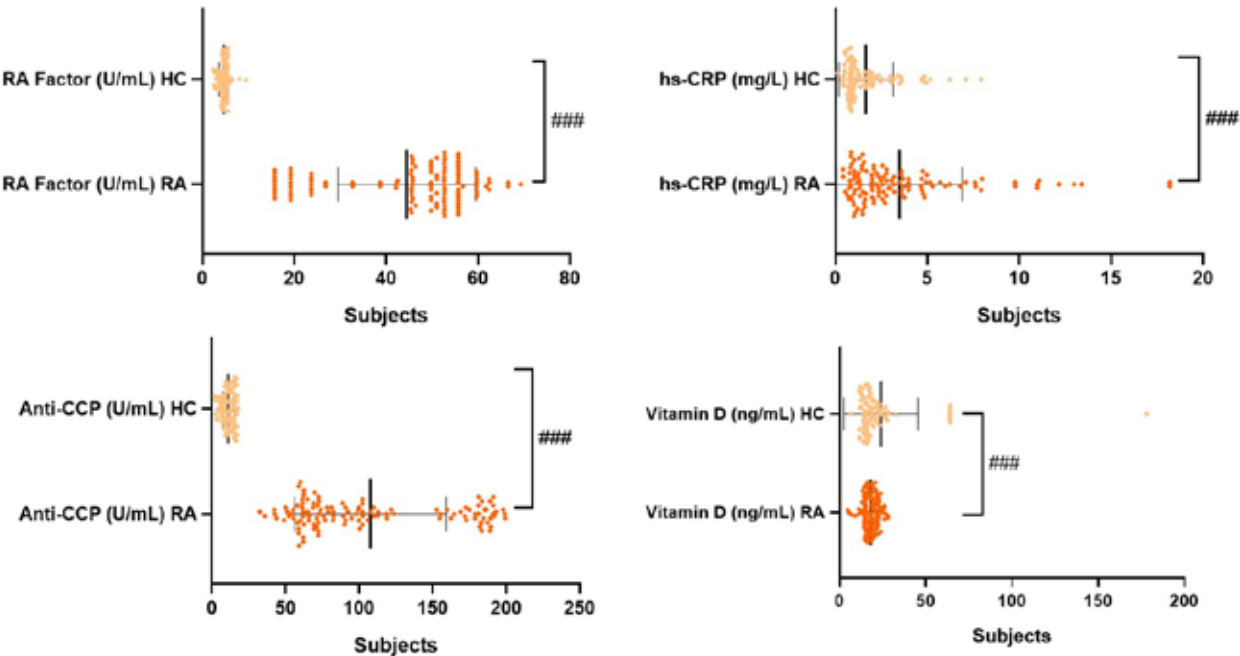 RA Factor (U/mL) HC
###
RA Factor (U/mL) RA
0 20 40 60 80
Subjects
hs-CRP (mg/L) HC
###
hs-CRP (mg/L) RA
0 5 10 15 20
Subjects
Anti-CCP (U/mL) HC
###
Anti-CCP (U/mL) RA
0 50 100 150 200 250
Subjects
Vitamin D (ng/mL) HC
###
Vitamin D (ng/mL) RA
0 50 100 150 200
Subjects